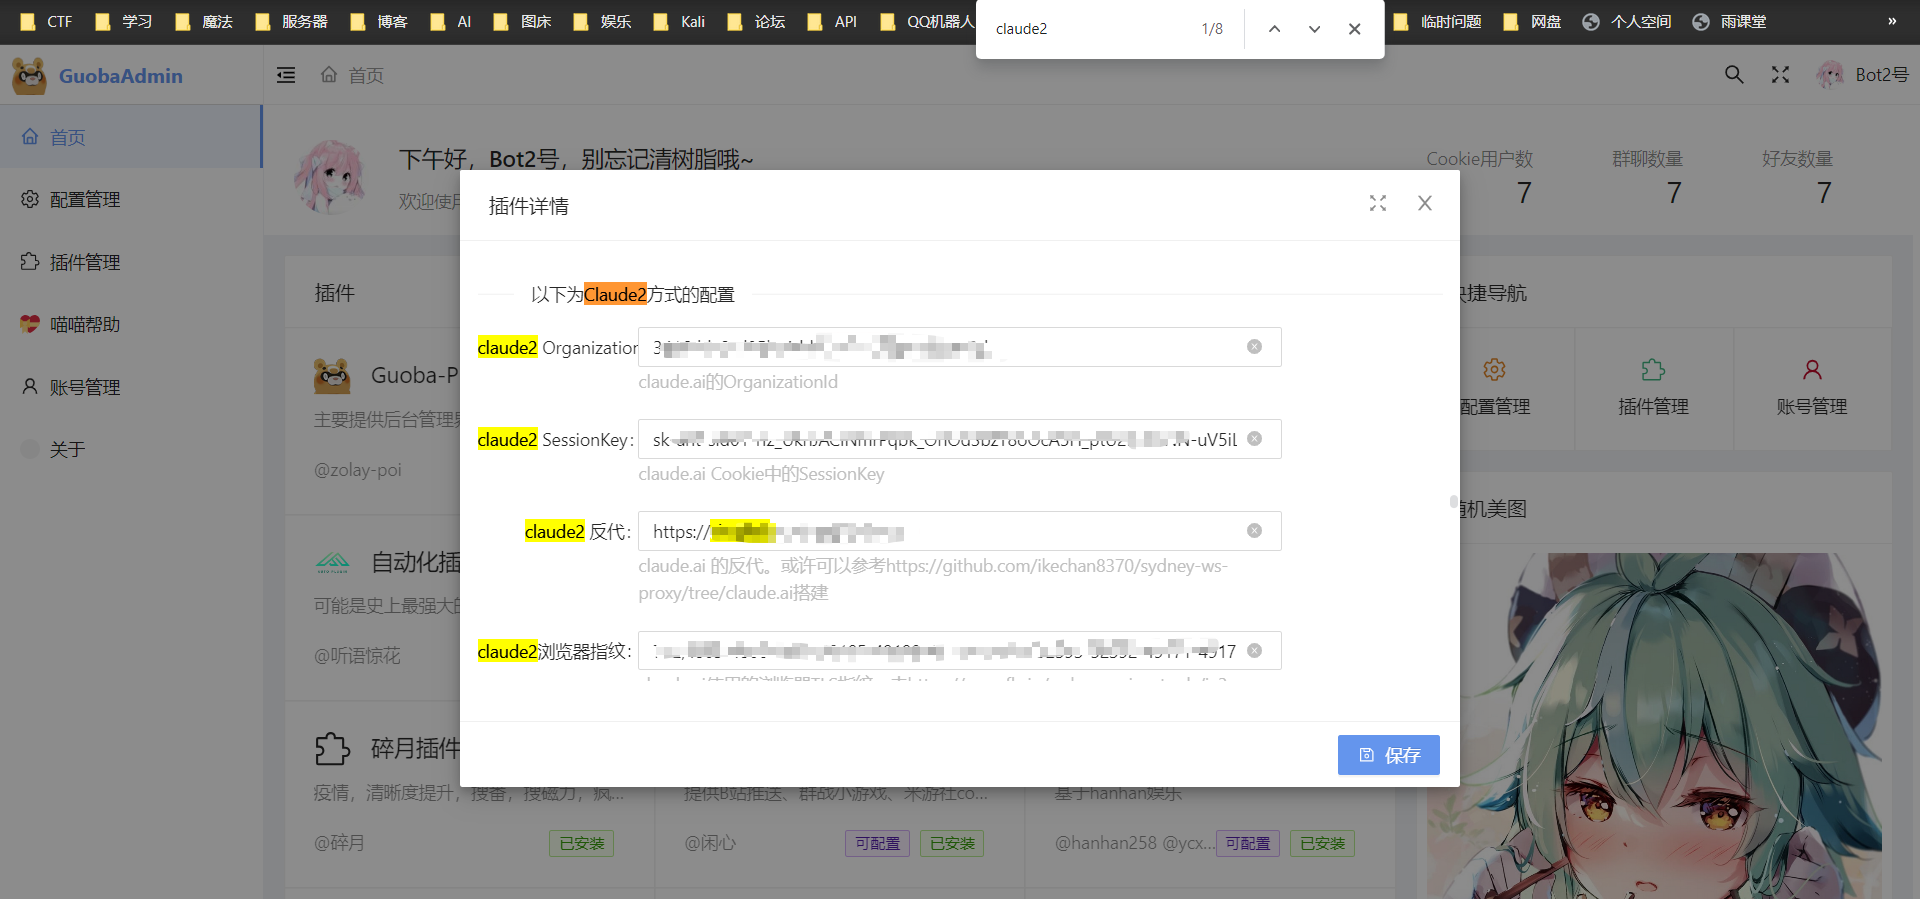 CTF 学习 魔法 服务器 博客 AI 图床 娱乐 Kali 论坛 API QQ机器人 临时问题 网盘 个人空间 雨课堂 »
claude2 1/8
GuobaAdmin
首页
Bot2号
首页
配置管理
插件管理
喵喵帮助
账号管理
关于
下午好，Bot2号，别忘记清树脂哦~
欢迎使用
Cookie用户数 群聊数量 好友数量
7 7 7
插件详情
以下为Claude2方式的配置
claude2 Organization
claude.ai的OrganizationId
claude2 SessionKey:
claude.ai Cookie中的SessionKey
claude2 反代:
https://
claude.ai 的反代。或许可以参考https://github.com/ikechan8370/sydney-ws-
proxy/tree/claude.ai搭建
claude2浏览器指纹:
保存
插件
Guoba-P
主要提供后台管理
@zolay-poi
自动化插
可能是史上最强大的
@听语惊花
碎月插件
疫情，清晰度提升，搜番，搜磁力，疯...
@碎月 已安装
提供B站推送、群战小游戏、米游社co...
@闲心 可配置 已安装
基于hanhan娱乐
@hanhan258 @ycx... 可配置 已安装
捷导航
配置管理 插件管理 账号管理
机美图